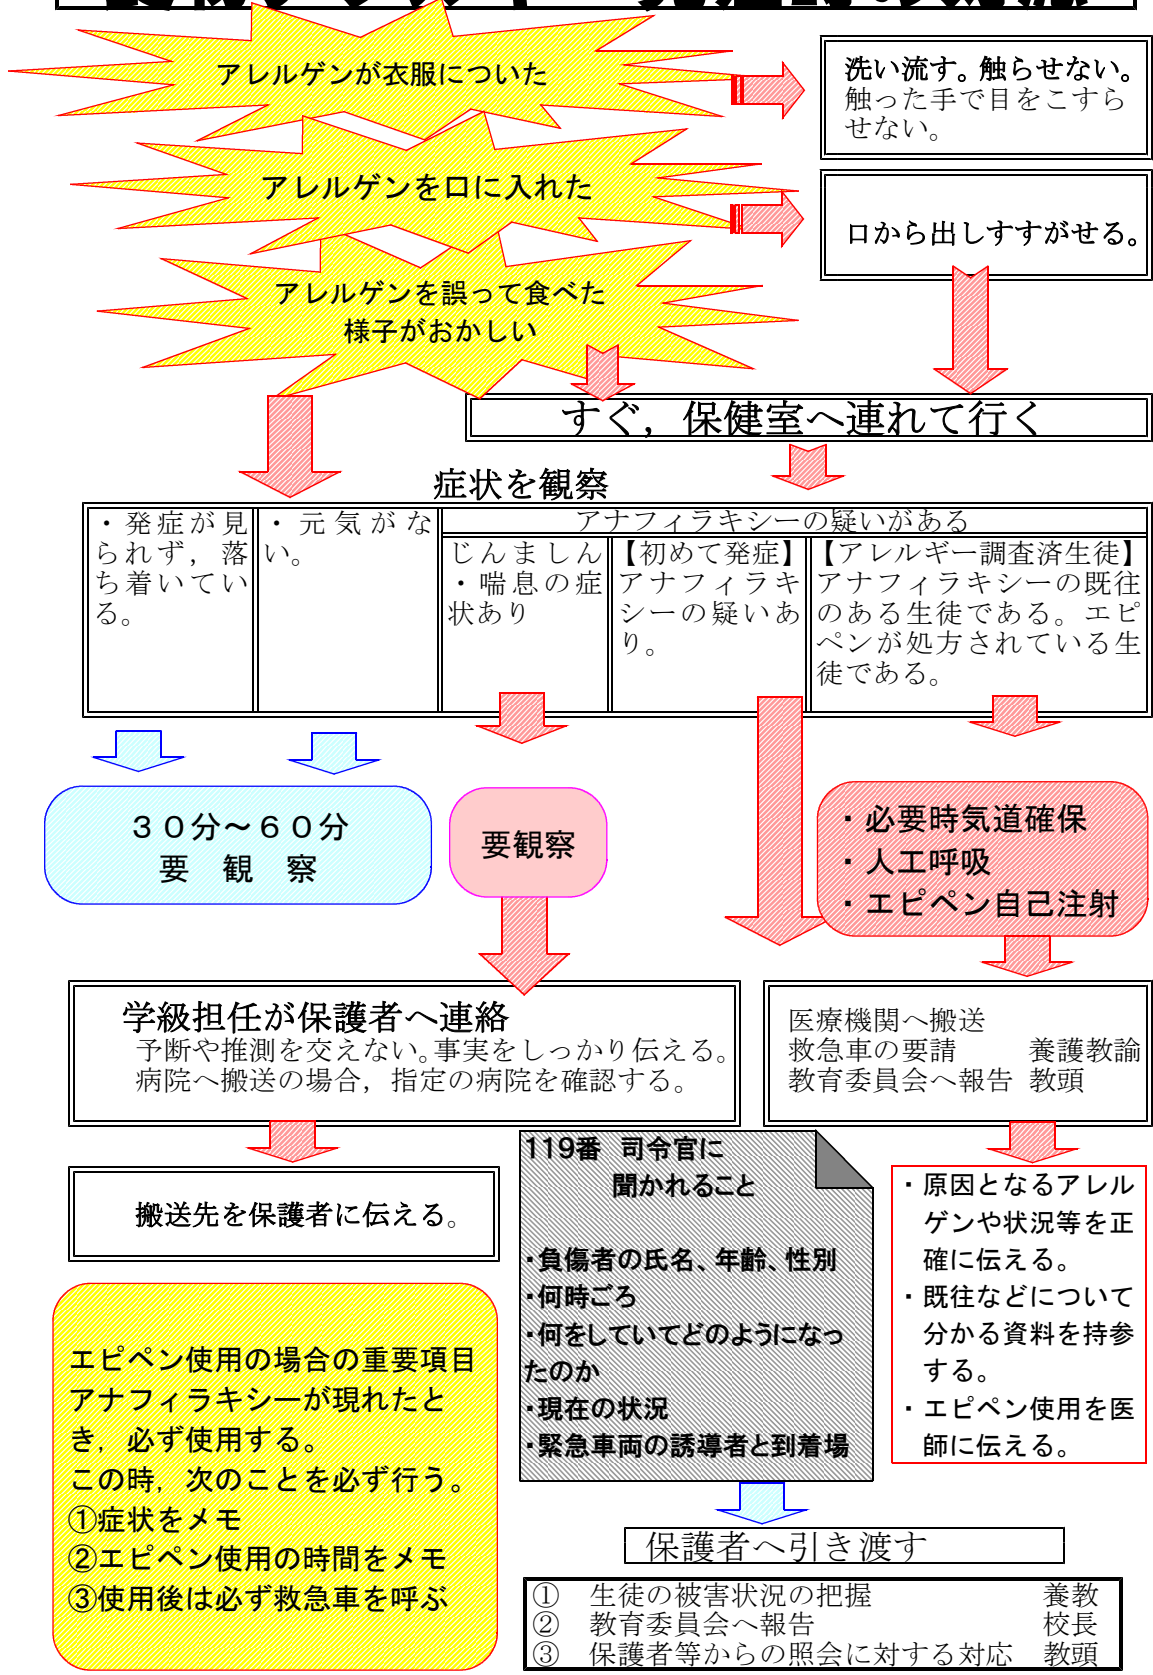 アレルゲンが衣服についた
洗い流す。触らせない。
触った手で目をこすら
せない。
アレルゲンを口に入れた
口から出しすすがせる。
アレルゲンを誤って食べた
様子がおかしい
すぐ，保健室へ連れて行く
症状を観察
・発症が見
られず，落
ち着いてい
る。
・元気がな
い。
アナフィラキシーの疑いがある
じんましん
・喘息の症
状あり
【初めて発症】
アナフィラキ
シーの疑いあ
り。
【アレルギー調査済生徒】
アナフィラキシーの既往
のある生徒である。エピ
ペンが処方されている生
徒である。
３０分～６０分
要　観　察
要観察
・必要時気道確保
・人工呼吸
・エピペン自己注射
学級担任が保護者へ連絡
予断や推測を交えない。事実をしっかり伝える。
病院へ搬送の場合，指定の病院を確認する。
医療機関へ搬送
救急車の要請　　養護教諭
教育委員会へ報告　教頭
搬送先を保護者に伝える。
119番　司令官に
聞かれること
・負傷者の氏名、年齢、性別
・何時ごろ
・何をしていてどのようになっ
たのか
・現在の状況
・緊急車両の誘導者と到着場
・原因となるアレル
ゲンや状況等を正
確に伝える。
・既往などについて
分かる資料を持参
する。
・エピペン使用を医
師に伝える。
エピペン使用の場合の重要項目
アナフィラキシーが現れたと
き，必ず使用する。
この時，次のことを必ず行う。
①症状をメモ
②エピペン使用の時間をメモ
③使用後は必ず救急車を呼ぶ
保護者へ引き渡す
①　生徒の被害状況の把握　　養教
②　教育委員会へ報告　　校長
③　保護者等からの照会に対する対応　教頭